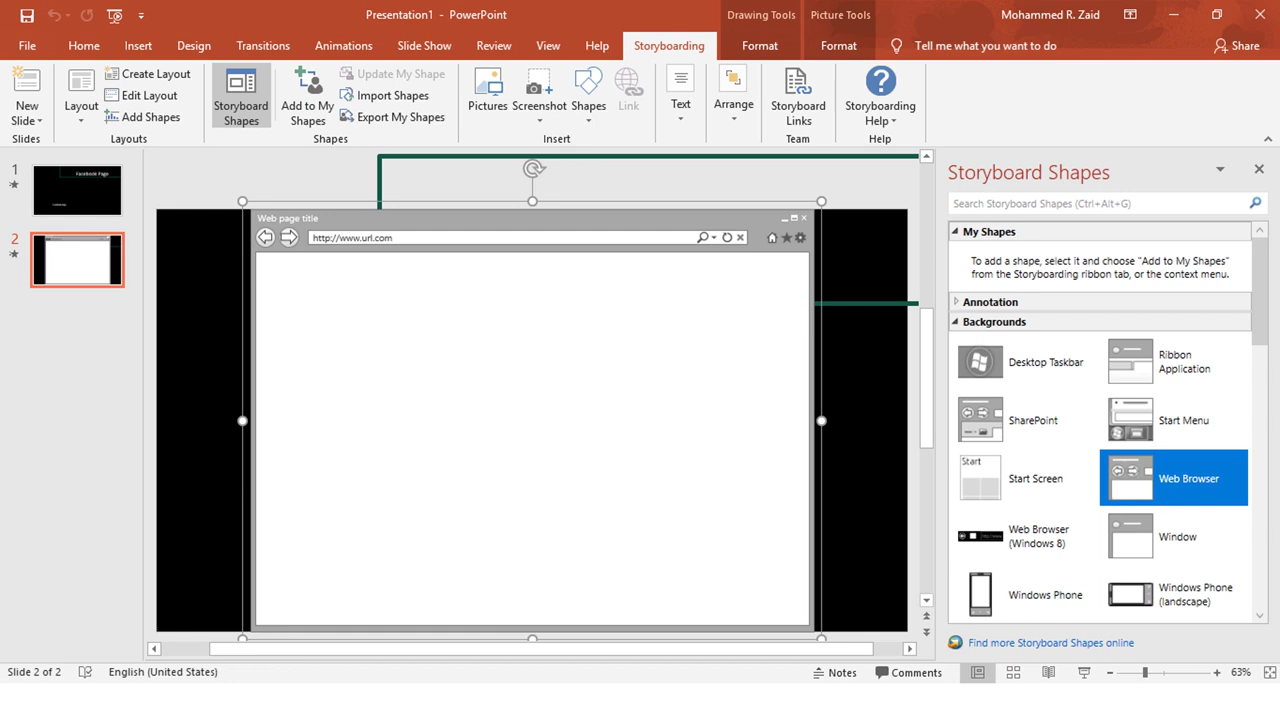 Presentation1 - PowerPoint
Drawing Tools
Picture Tools
Mohammed R. Zaid
File
Home
Insert
Design
Transitions
Animations
Slide Show
Review
View
Help
Storyboarding
Format
Format
Tell me what you want to do
Share
New
Slide
Slides
Layout
Create Layout
Edit Layout
Add Shapes
Layouts
Storyboard
Shapes
Add to My
Shapes
Update My Shape
Import Shapes
Export My Shapes
Shapes
Pictures
Screenshot
Shapes
Link
Insert
Text
Arrange
Storyboard
Links
Team
Storyboarding
Help
Help
1
Facebook Page
2
Web page title
http://www.url.com
Storyboard Shapes
Search Storyboard Shapes (Ctrl+Alt+G)
My Shapes
To add a shape, select it and choose "Add to My Shapes"
from the Storyboarding ribbon tab, or the context menu.
Annotation
Backgrounds
Desktop Taskbar
Ribbon
Application
SharePoint
Start Menu
Start
Start Screen
Web Browser
Web Browser
(Windows 8)
Window
Windows Phone
Windows Phone
(landscape)
Find more Storyboard Shapes online
Slide 2 of 2
English (United States)
Notes
Comments
63%